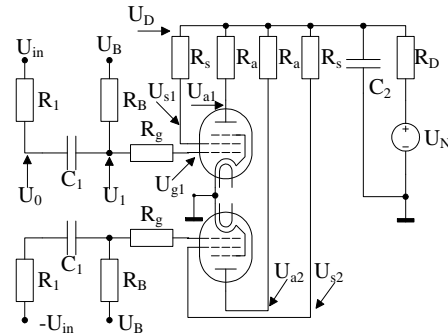 U_D
U_in U_B R_s R_a R_a R_s R_D
C_2
R_1 R_B U_s1 U_a1
R_g U_N
C_1
U_0 U_1 U_g1
R_g
C_1
R_1 R_B U_a2 U_s2
-U_in U_B